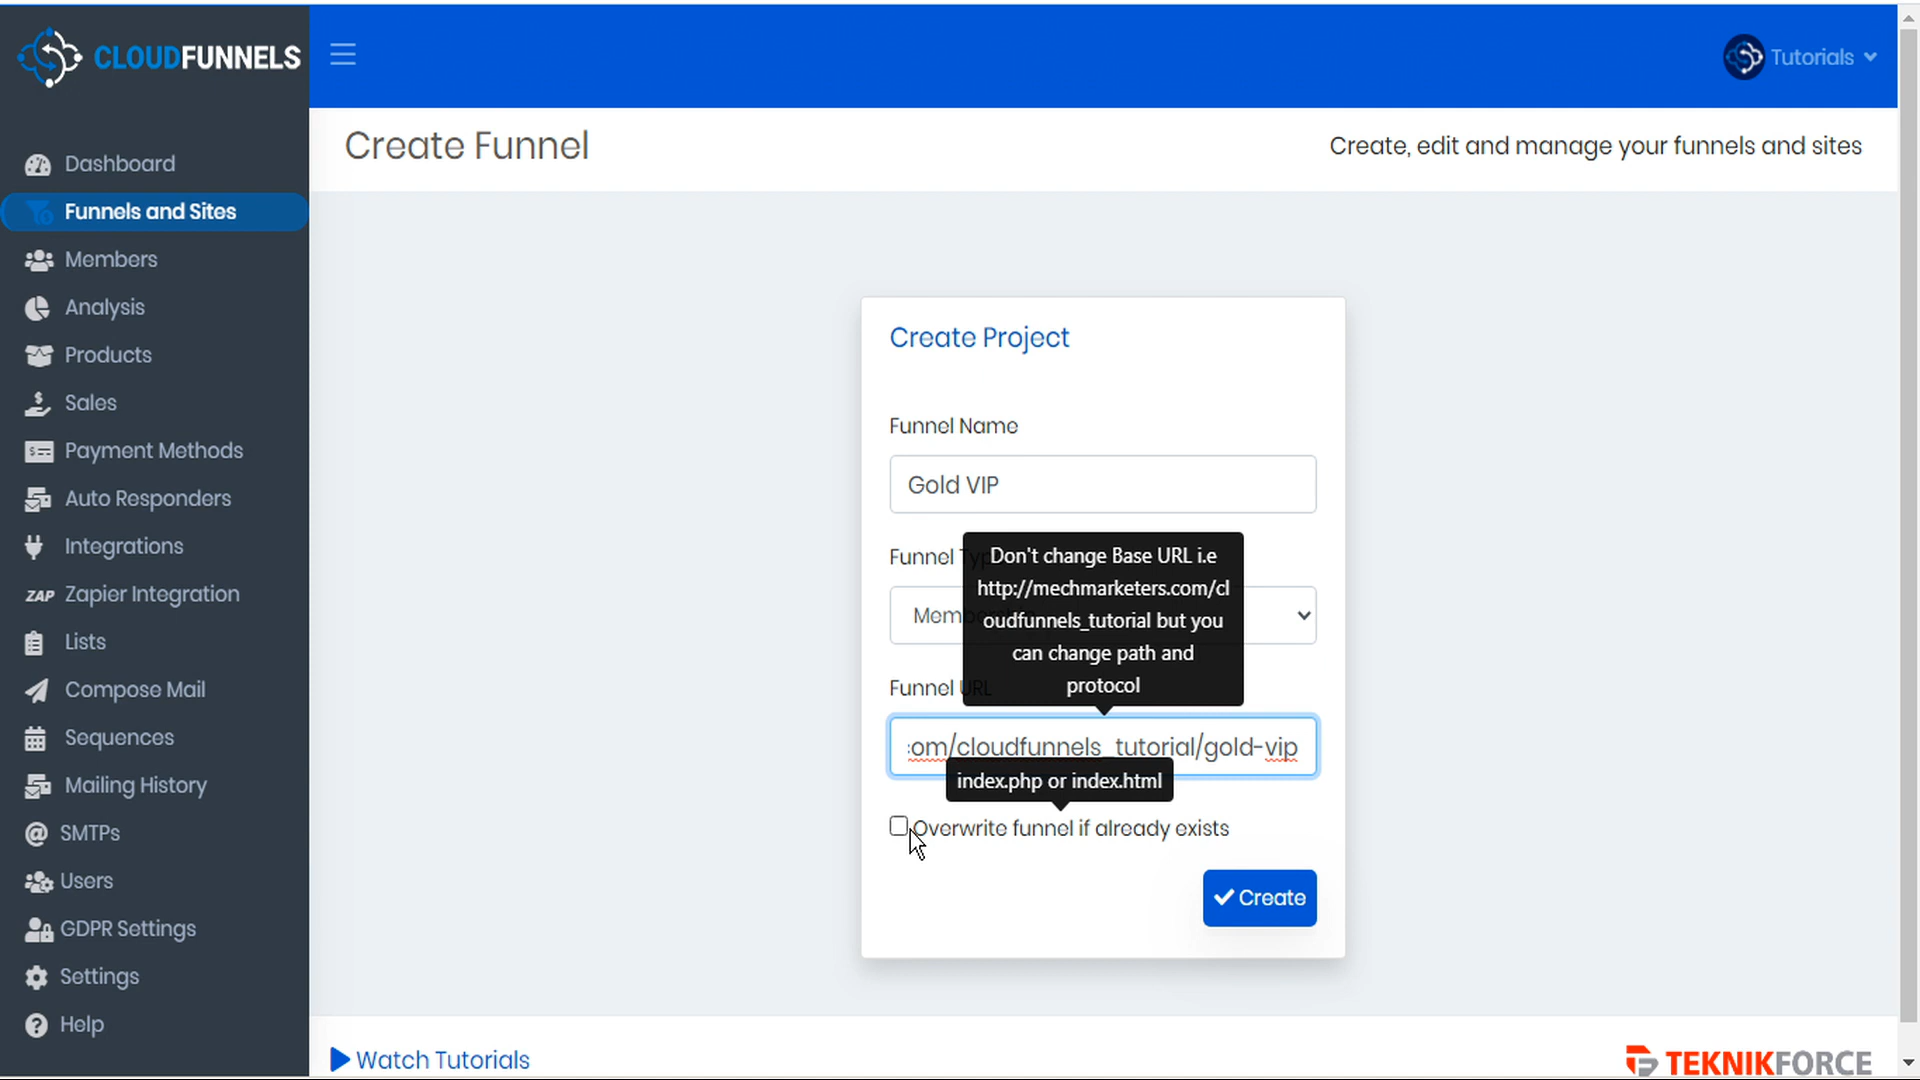 CLOUDFUNNELS
Tutorials
Create Funnel
Create, edit and manage your funnels and sites
Dashboard
Funnels and Sites
Members
Analysis
Products
Sales
Payment Methods
Auto Responders
Integrations
ZAP Zapier Integration
Lists
Compose Mail
Sequences
Mailing History
SMTPs
Users
GDPR Settings
Settings
Help
Create Project
Funnel Name
Gold VIP
Funnel
Don't change Base URL i.e
http://mechmarketers.com/cl
oudfunnels_tutorial but you
can change path and
protocol
Funnel URL
:om/cloudfunnels_tutorial/gold-vip
index.php or index.html
Overwrite funnel if already exists
Create
Watch Tutorials
TEKNIKFORCE